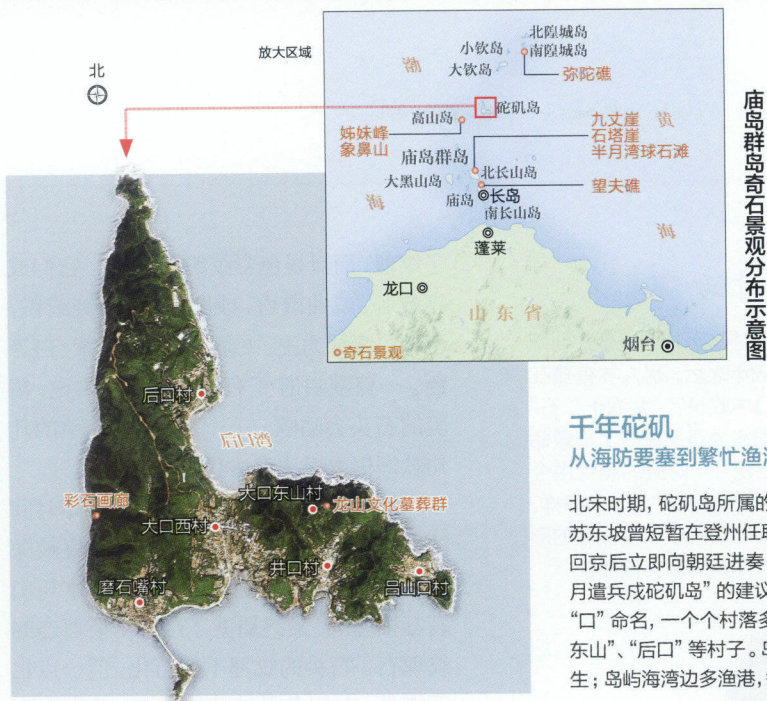 庙岛群岛奇石景观分布示意图
放大区域
北
渤
海
黄
海
北隍城岛
小钦岛
南隍城岛
大钦岛
弥陀礁
砣矶岛
高山岛
姊妹峰
象鼻山
九丈崖
石塔崖
半月湾球石滩
庙岛群岛
北长山岛
大黑山岛
望夫礁
庙岛
长岛
南长山岛
蓬莱
龙口
山东省
烟台
奇石景观
后口村
后口湾
大口东山村
龙山文化墓葬群
彩石画廊
大口西村
井口村
吕山口村
磨石嘴村
千年砣矶
从海防要塞到繁忙渔
北宋时期，砣矶岛所属的
苏东坡曾短暂在登州任
回京后立即向朝廷进奏
月遣兵戍砣矶岛”的建议
“口”命名，一个个村落多
东山”、“后口”等村子。岛
生；岛屿海湾边多渔港，